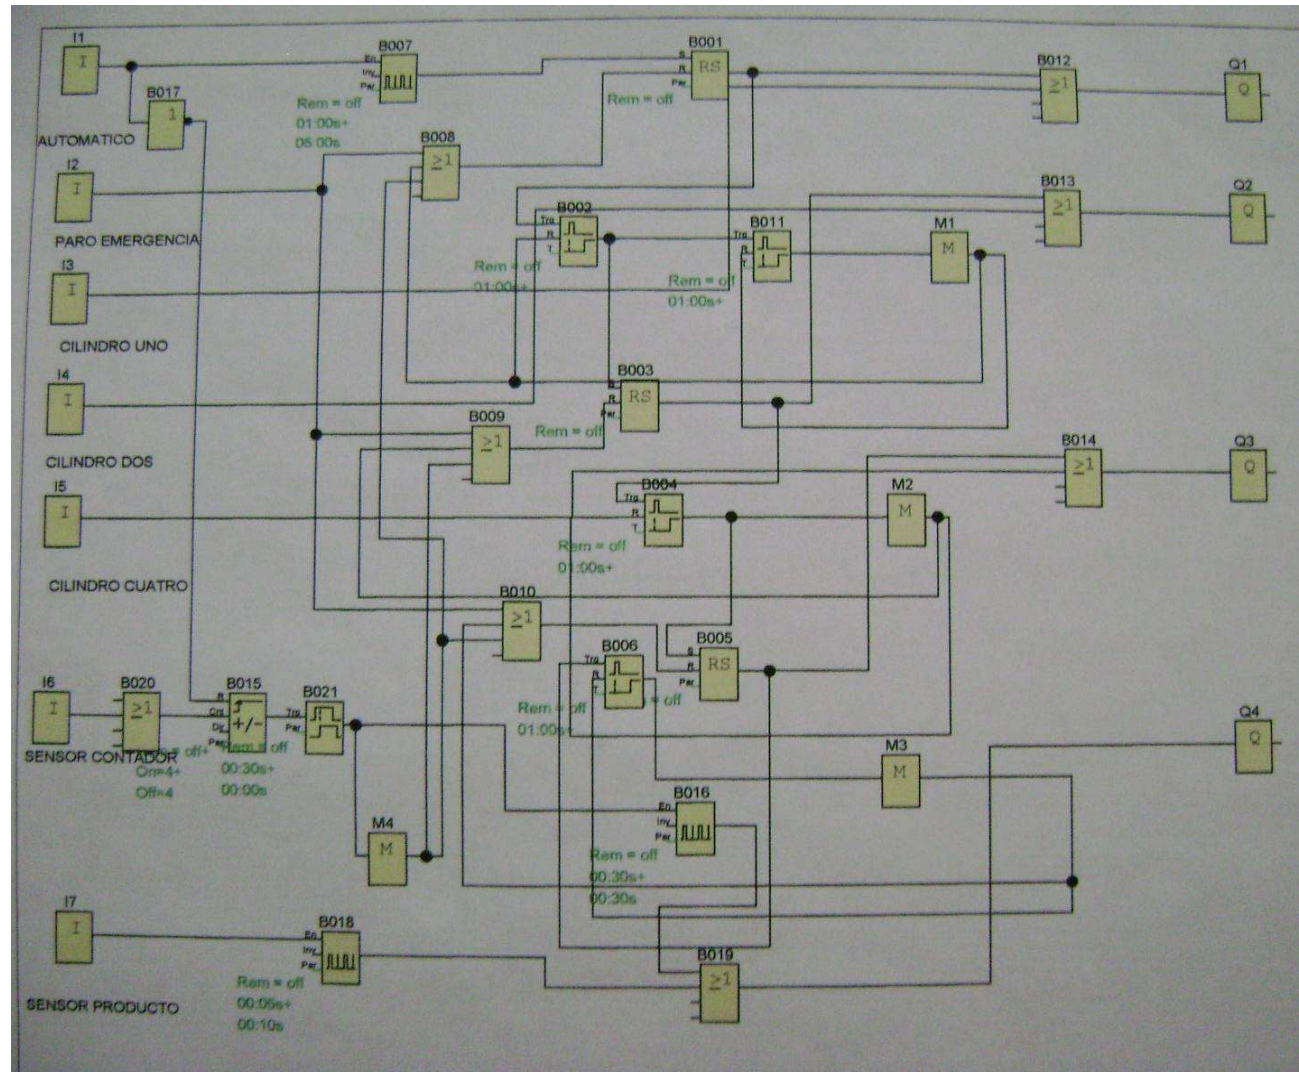 I1
I
B017
1
AUTOMATICO
I2
I
PARO EMERGENCIA
I3
I
CILINDRO UNO
I4
I
CILINDRO DOS
I5
I
CILINDRO CUATRO
I6
I
SENSOR CONTADOR
I7
I
SENSOR PRODUCTO
B007
En
Inv
Par
Rem = off
01:00s+
B008
≥1
B001
S
R
Par
RS
Rem = off
B002
Trg
R
T
Rem = off
01:00s+
B011
Trg
R
T
Rem = off
01:00s+
M1
M
B012
≥1
Q1
Q
B013
≥1
Q2
Q
B003
S
R
Par
RS
Rem = off
B009
≥1
B004
Trg
R
T
Rem = off
01:00s+
M2
M
B014
≥1
Q3
Q
B010
≥1
B006
Trg
R
T
Rem = off
01:00s+
B005
S
R
Par
RS
= off
B020
≥1
= off+
On=4+
Off=4
B015
R
Cnt
Dir
Par
+/-
Rem = off
00:30s+
00:00s
B021
Trg
Par
M4
M
B016
En
Inv
Par
Rem = off
00:30s+
00:30s
M3
M
Q4
Q
B018
En
Inv
Par
Rem = off
00:05s+
00:10s
B019
≥1